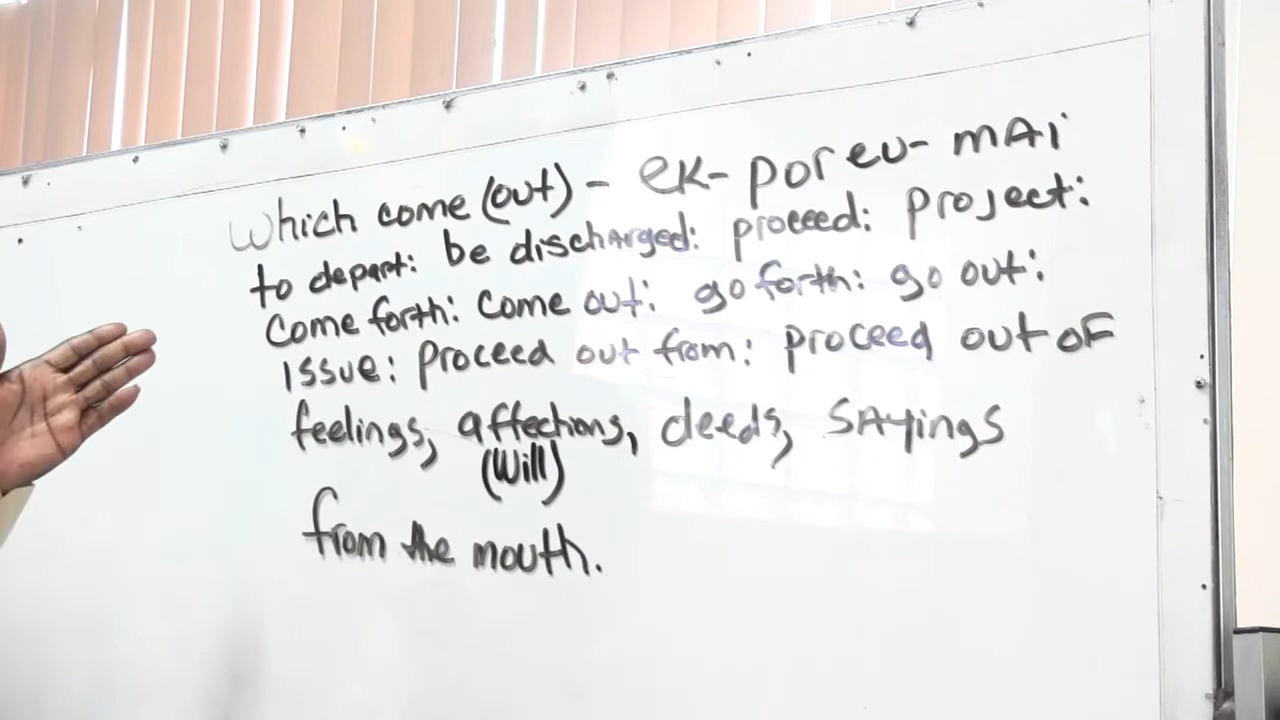 Which come (out) - ek-poreu-mai
to depart: be discharged: proceed: project:
Come forth: Come out: go forth: go out:
Issue: Proceed out from: proceed out of
feelings, affections, deeds, sayings
(Will)
from the mouth.